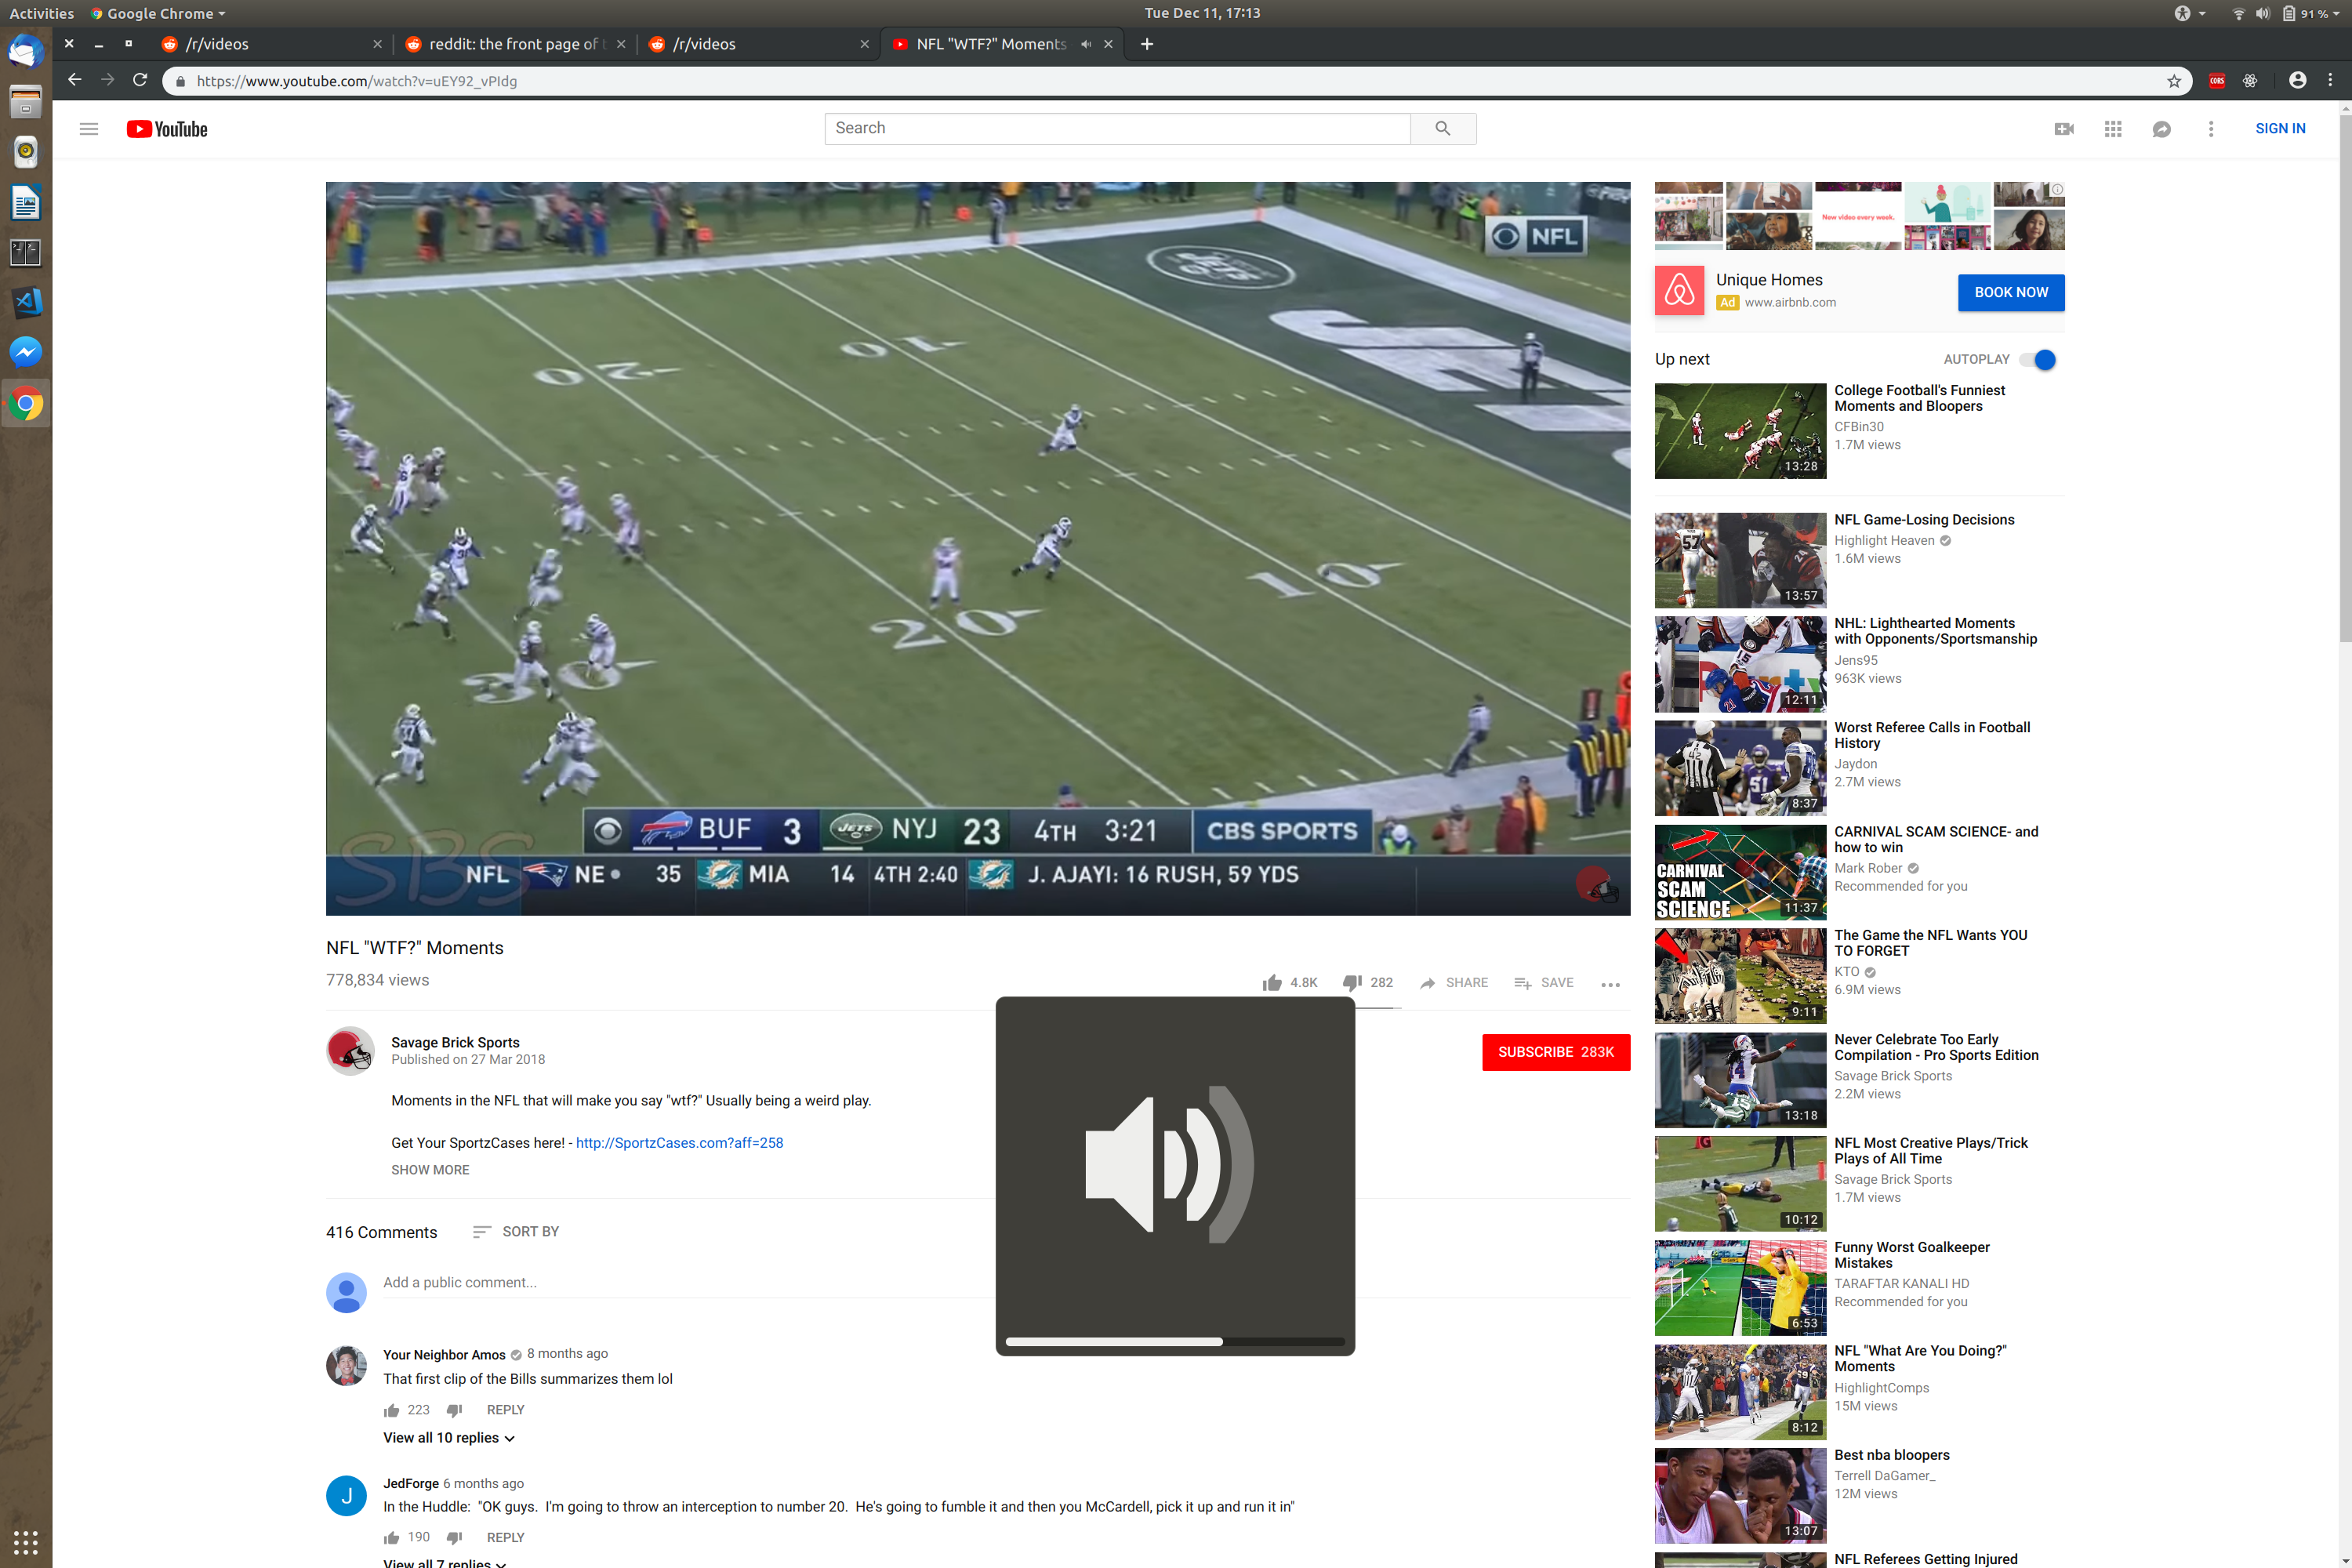 Activities
Google Chrome
Tue Dec 11, 17:13
91 %
/r/videos
reddit: the front page of t
/r/videos
NFL "WTF?" Moments
https://www.youtube.com/watch?v=uEY92_vPIdg
CORS
YouTube
Search
SIGN IN
NFL
JETS
20 10
20 10
30
BUF 3 JETS NYJ 23 4TH 3:21 CBS SPORTS
SBS
NFL NE 35 MIA 14 4TH 2:40 J. AJAYI: 16 RUSH, 59 YDS
NFL "WTF?" Moments
778,834 views
4.8K 282 SHARE SAVE
Savage Brick Sports
Published on 27 Mar 2018
SUBSCRIBE 283K
Moments in the NFL that will make you say "wtf?" Usually being a weird play.
Get Your SportzCases here! - http://SportzCases.com?aff=258
SHOW MORE
416 Comments
SORT BY
Add a public comment...
Your Neighbor Amos 8 months ago
That first clip of the Bills summarizes them lol
223 REPLY
View all 10 replies
J
JedForge 6 months ago
In the Huddle: "OK guys. I'm going to throw an interception to number 20. He's going to fumble it and then you McCardell, pick it up and run it in"
190 REPLY
View all 7 replies
New video every week.
Unique Homes
Ad www.airbnb.com
BOOK NOW
Up next
AUTOPLAY
College Football's Funniest
Moments and Bloopers
CFBin30
1.7M views
13:28
NFL Game-Losing Decisions
Highlight Heaven
1.6M views
57
24
13:57
NHL: Lighthearted Moments
with Opponents/Sportsmanship
Jens95
963K views
15
21
12:11
Worst Referee Calls in Football
History
Jaydon
2.7M views
42
51
8:37
CARNIVAL SCAM SCIENCE- and
how to win
Mark Rober
Recommended for you
CARNIVAL
SCAM
SCIENCE
11:37
The Game the NFL Wants YOU
TO FORGET
KTO
6.9M views
9:11
Never Celebrate Too Early
Compilation - Pro Sports Edition
Savage Brick Sports
2.2M views
13:18
NFL Most Creative Plays/Trick
Plays of All Time
Savage Brick Sports
1.7M views
G
10:12
Funny Worst Goalkeeper
Mistakes
TARAFTAR KANALI HD
Recommended for you
6:53
NFL "What Are You Doing?"
Moments
HighlightComps
15M views
8:12
Best nba bloopers
Terrell DaGamer_
12M views
13:07
NFL Referees Getting Injured